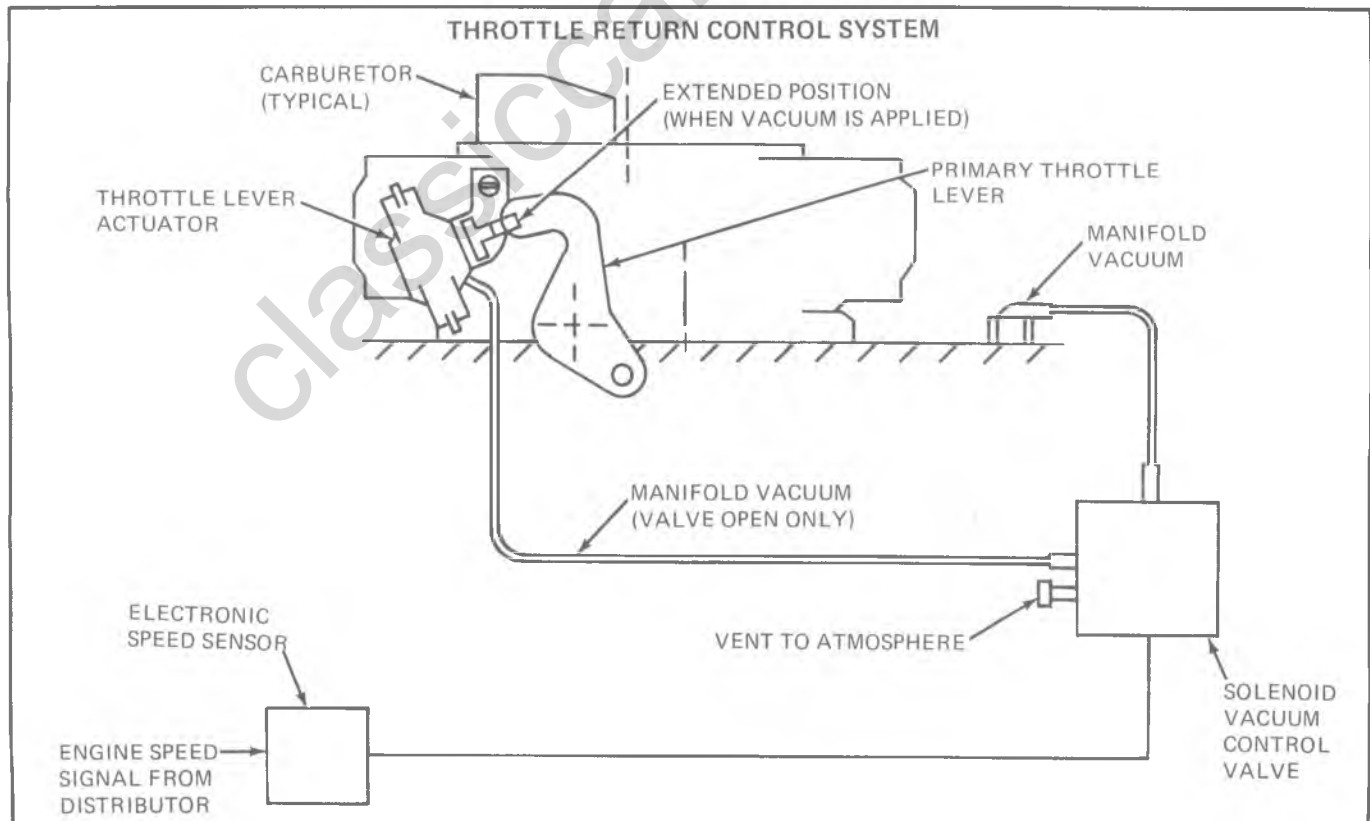 THROTTLE RETURN CONTROL SYSTEM
CARBURETOR
(TYPICAL)
EXTENDED POSITION
(WHEN VACUUM IS APPLIED)
PRIMARY THROTTLE
LEVER
THROTTLE LEVER
ACTUATOR
MANIFOLD
VACUUM
MANIFOLD VACUUM
(VALVE OPEN ONLY)
ELECTRONIC
SPEED SENSOR
VENT TO ATMOSPHERE
SOLENOID
VACUUM
CONTROL
VALVE
ENGINE SPEED
SIGNAL FROM
DISTRIBUTOR
classicca